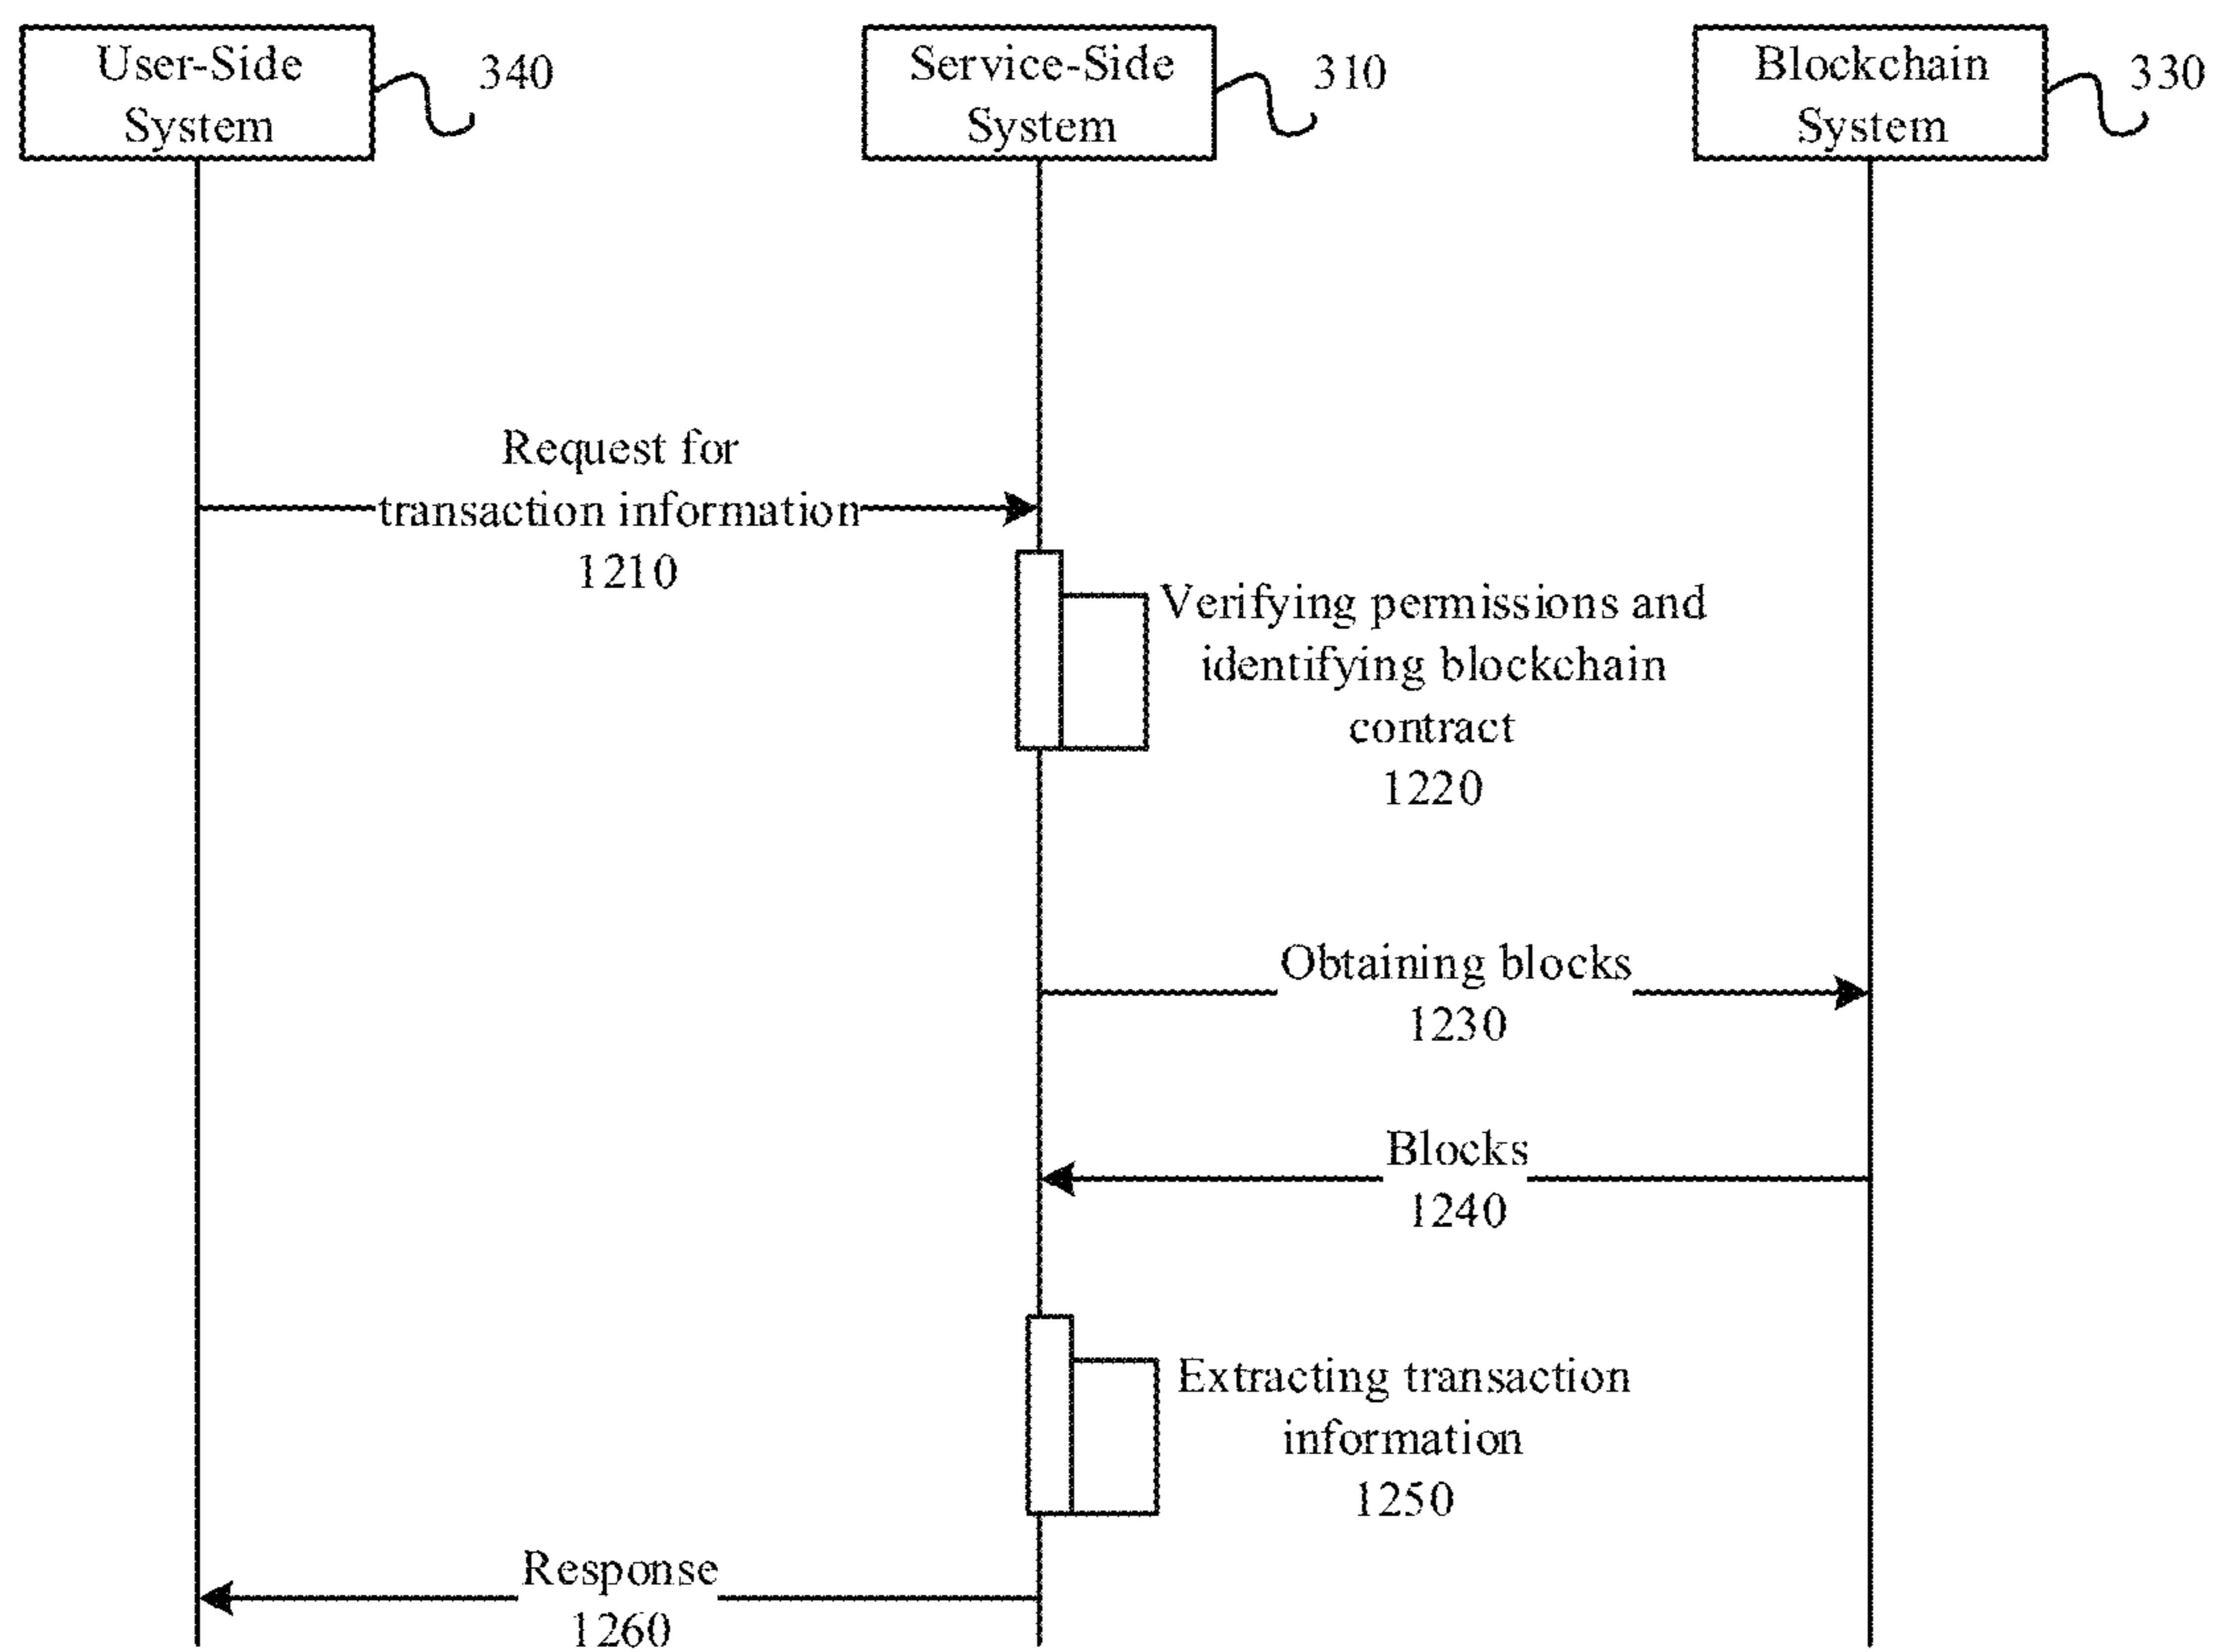 User-Side
System
340
Service-Side
System
310
Blockchain
System
330
Request for
transaction information
1210
Verifying permissions and
identifying blockchain
contract
1220
Obtaining blocks
1230
Blocks
1240
Extracting transaction
information
1250
Response
1260